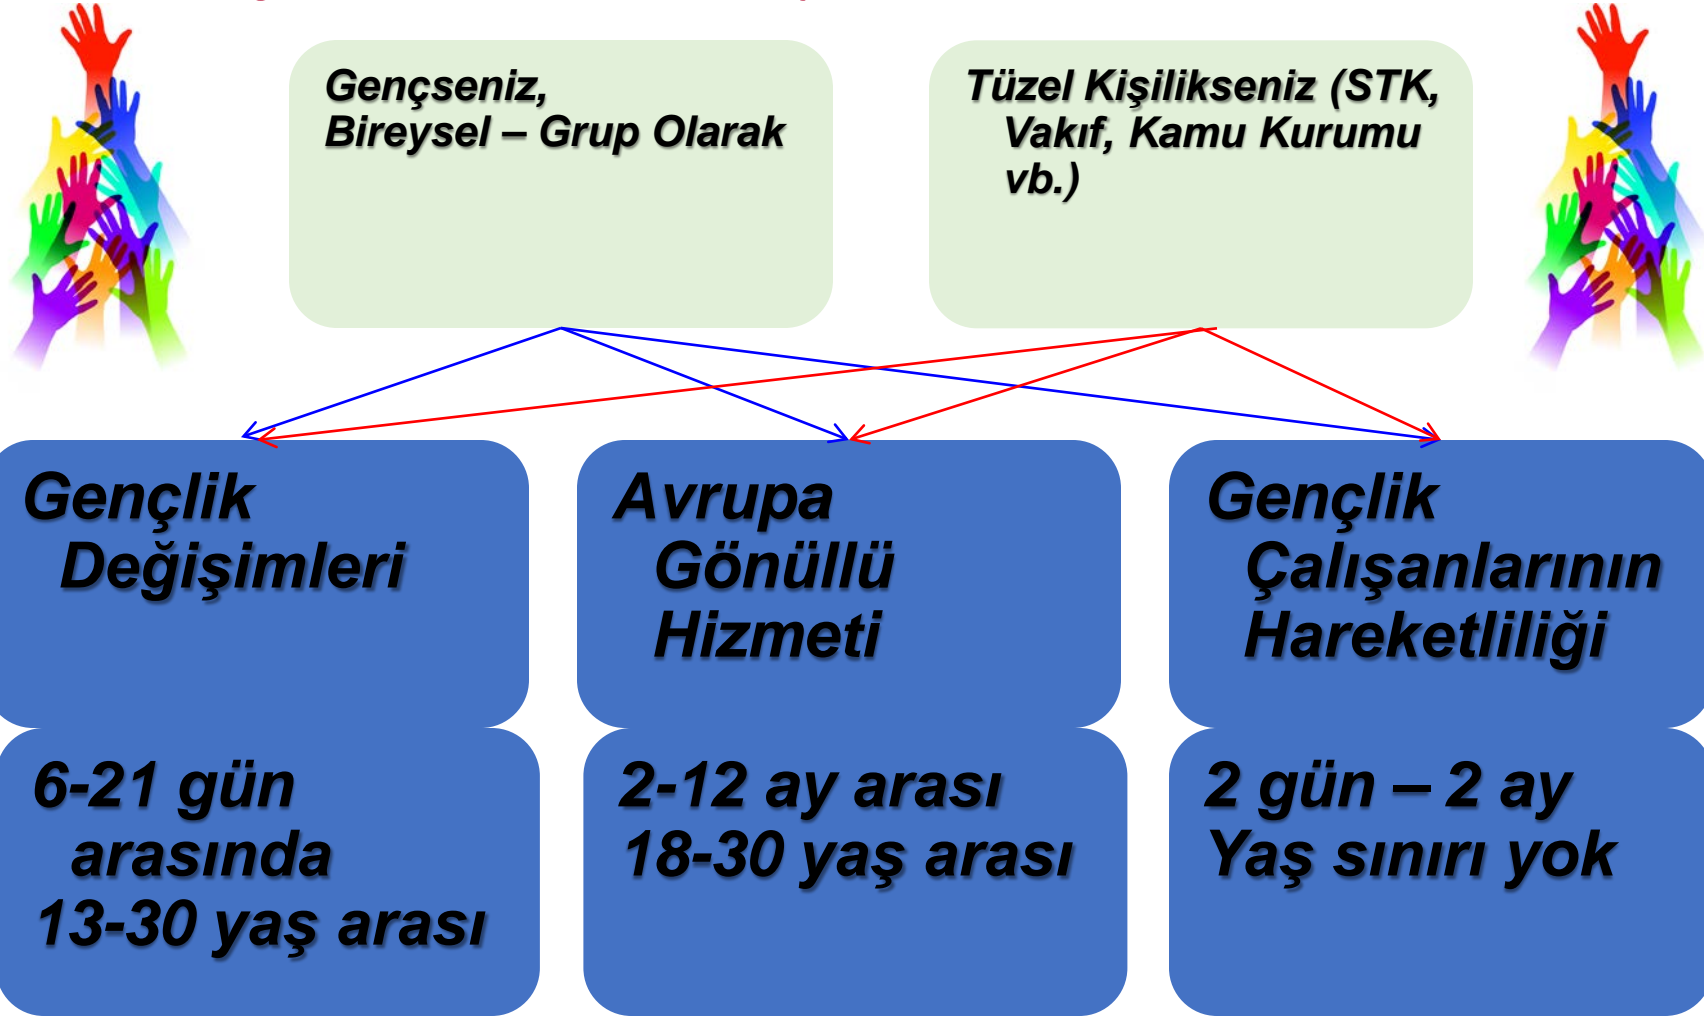 Gençseniz,
Bireysel – Grup Olarak
Tüzel Kişilikseniz (STK,
Vakıf, Kamu Kurumu
vb.)
Gençlik
Değişimleri
Avrupa
Gönüllü
Hizmeti
Gençlik
Çalışanlarının
Hareketliliği
6-21 gün
arasında
13-30 yaş arası
2-12 ay arası
18-30 yaş arası
2 gün – 2 ay
Yaş sınırı yok